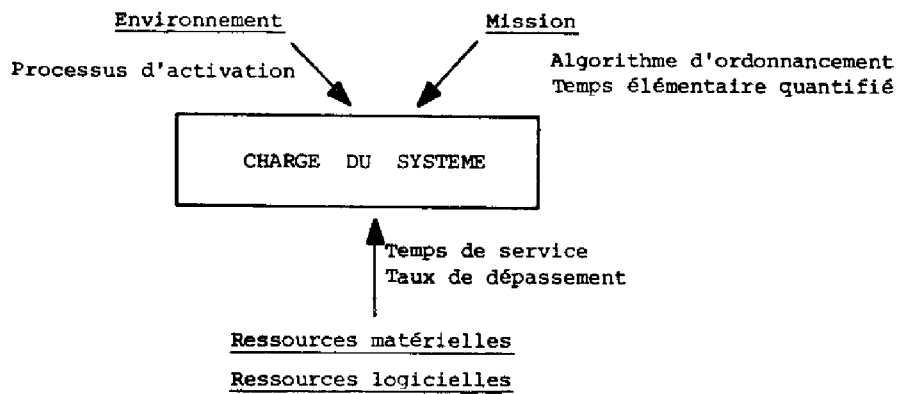 Environnement
Mission
Processus d'activation
Algorithme d'ordonnancement
Temps élémentaire quantifié
CHARGE DU SYSTEME
Temps de service
Taux de dépassement
Ressources matérielles
Ressources logicielles